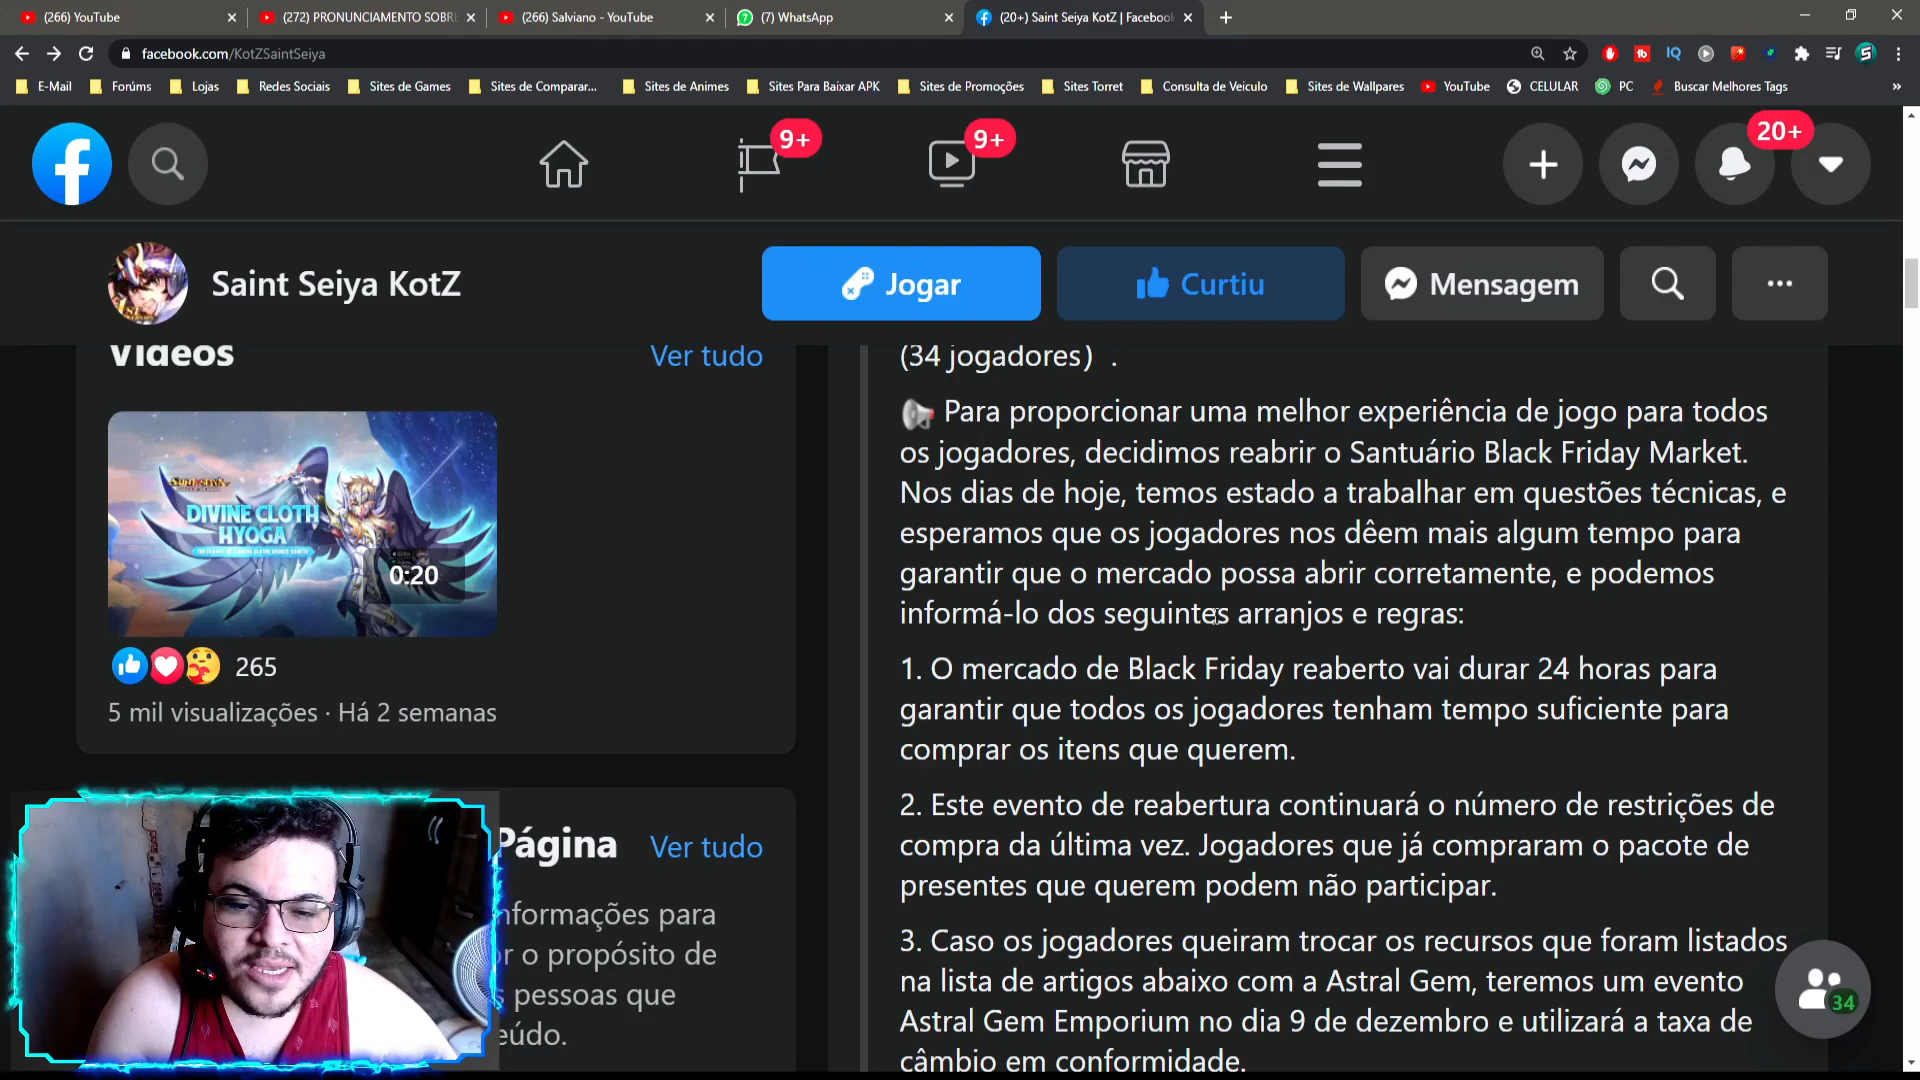 (266) YouTube
(272) PRONUNCIAMENTO SOBRE
(266) Salviano - YouTube
(7) WhatsApp
(20+) Saint Seiya KotZ | Facebook
facebook.com/KotZSaintSeiya
E-Mail Forúms Lojas Redes Sociais Sites de Games Sites de Comparar... Sites de Animes Sites Para Baixar APK Sites de Promoções Sites Torret Consulta de Veiculo Sites de Wallpares YouTube CELULAR PC Buscar Melhores Tags »
9+ 9+ 20+
Saint Seiya KotZ Jogar Curtiu Mensagem
Vídeos Ver tudo
DIVINE CLOTH
HYOGA
0:20
265
5 mil visualizações · Há 2 semanas
Página Ver tudo
nformações para
r o propósito de
s pessoas que
eúdo.
(34 jogadores) .
Para proporcionar uma melhor experiência de jogo para todos
os jogadores, decidimos reabrir o Santuário Black Friday Market.
Nos dias de hoje, temos estado a trabalhar em questões técnicas, e
esperamos que os jogadores nos dêem mais algum tempo para
garantir que o mercado possa abrir corretamente, e podemos
informá-lo dos seguintes arranjos e regras:
1. O mercado de Black Friday reaberto vai durar 24 horas para
garantir que todos os jogadores tenham tempo suficiente para
comprar os itens que querem.
2. Este evento de reabertura continuará o número de restrições de
compra da última vez. Jogadores que já compraram o pacote de
presentes que querem podem não participar.
3. Caso os jogadores queiram trocar os recursos que foram listados
na lista de artigos abaixo com a Astral Gem, teremos um evento
Astral Gem Emporium no dia 9 de dezembro e utilizará a taxa de
câmbio em conformidade.
34